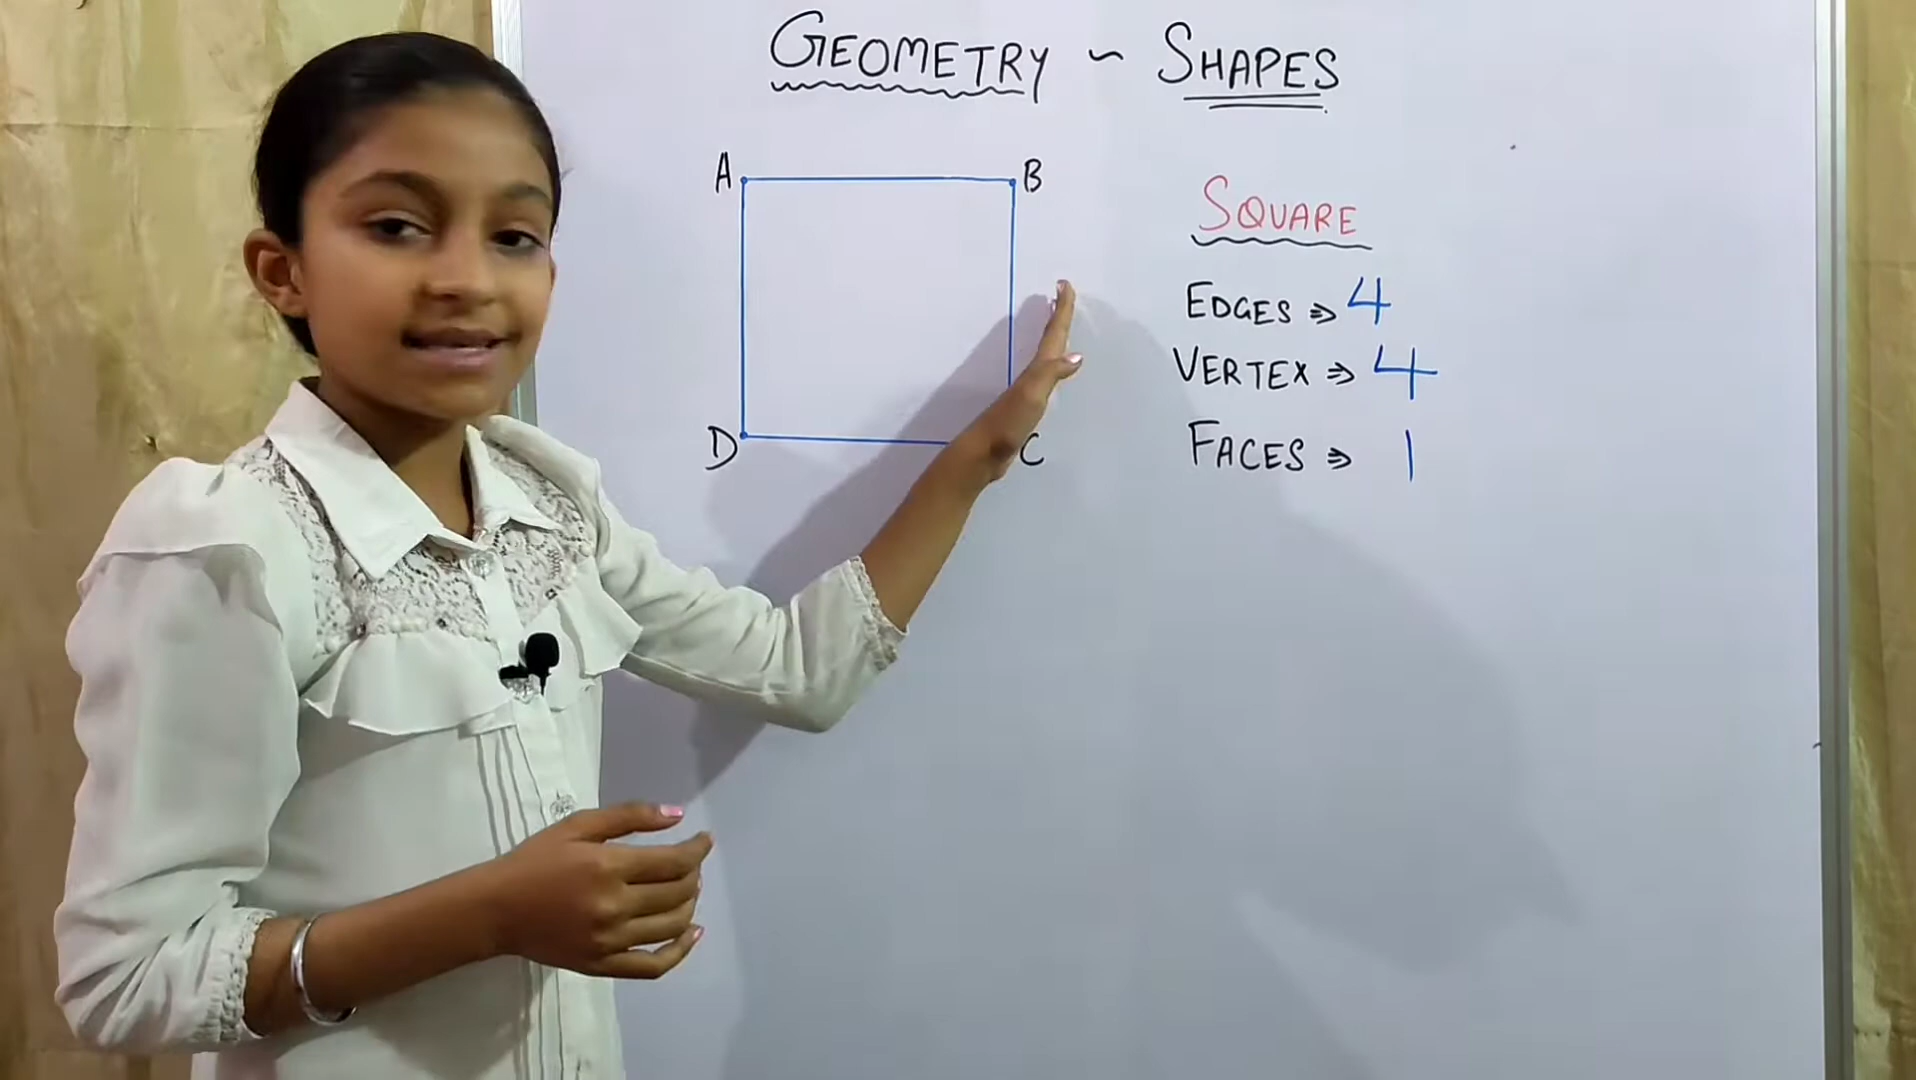 GEOMETRY ~ SHAPES
A B
SQUARE
EDGES ⇒ 4
VERTEX ⇒ 4
D C
FACES ⇒ 1